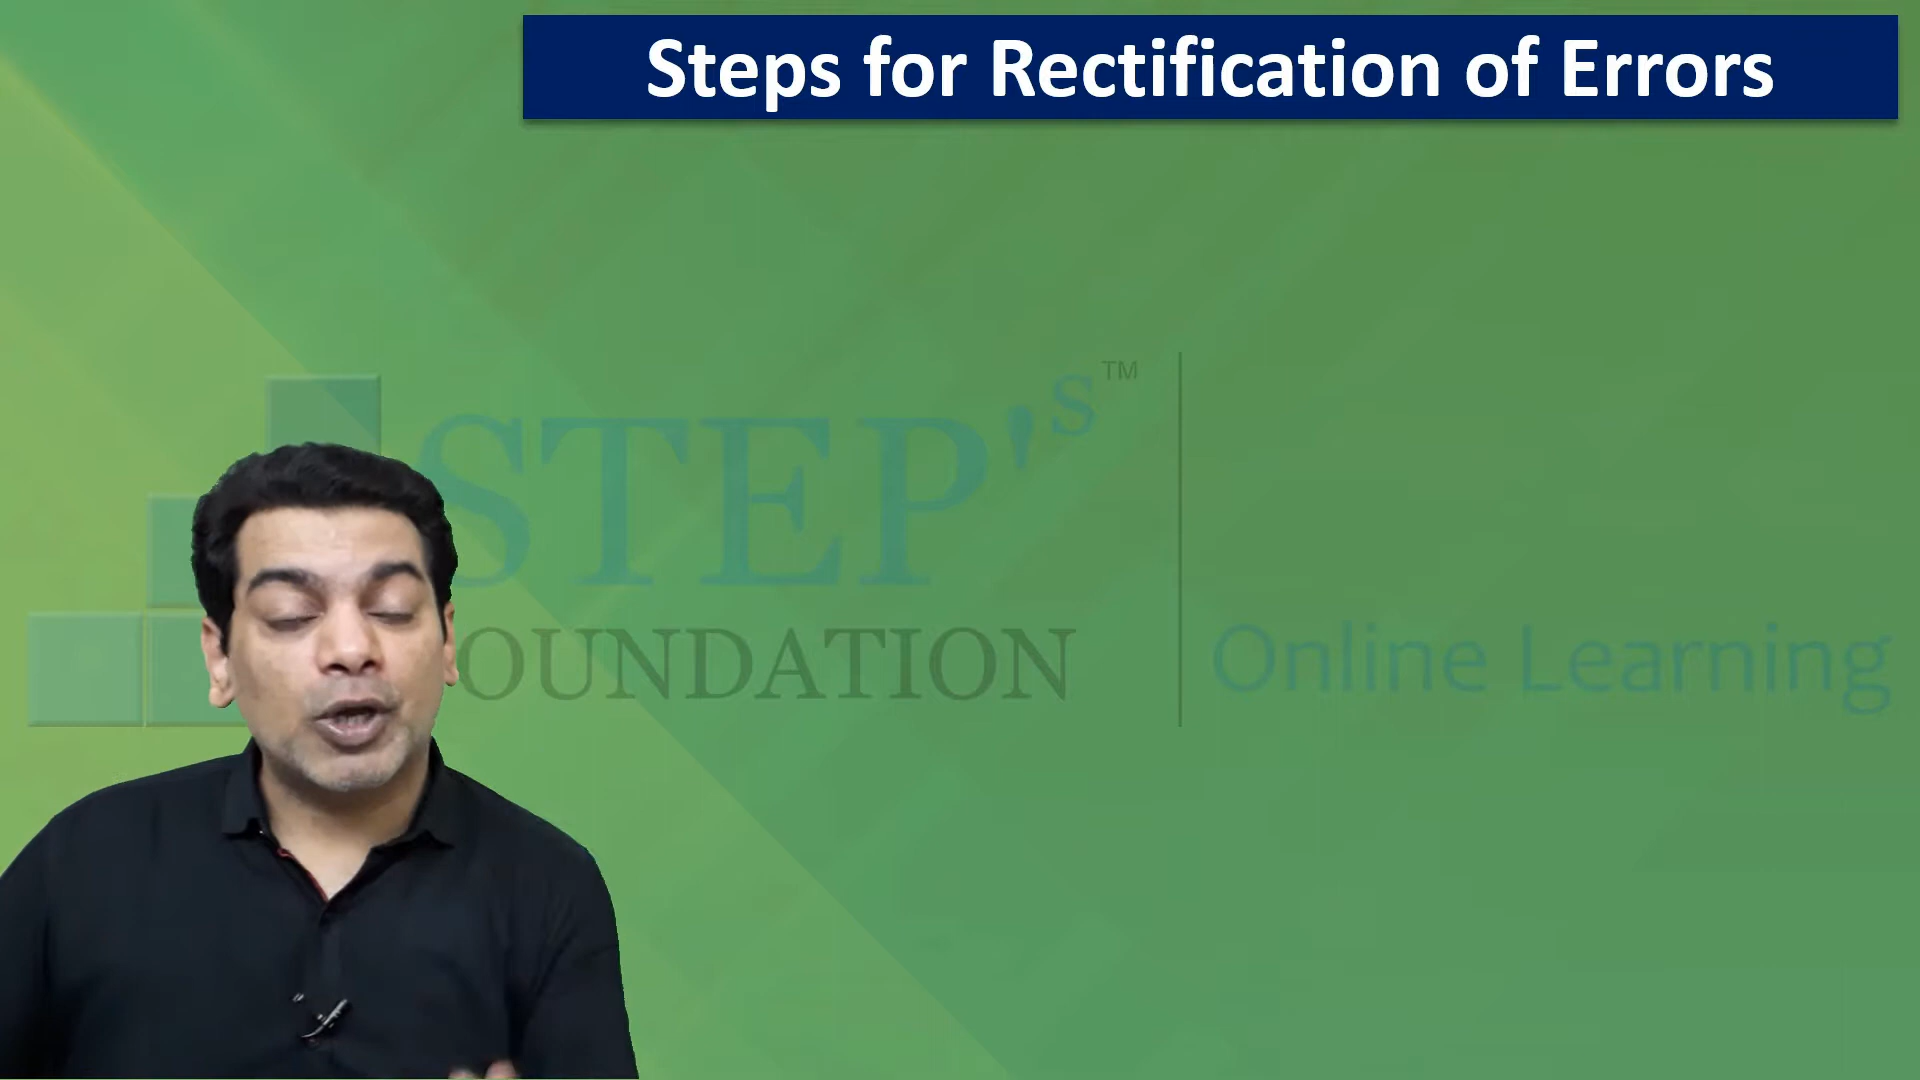 Steps for Rectification of Errors
STEP's™
OUNDATION
Online Learning